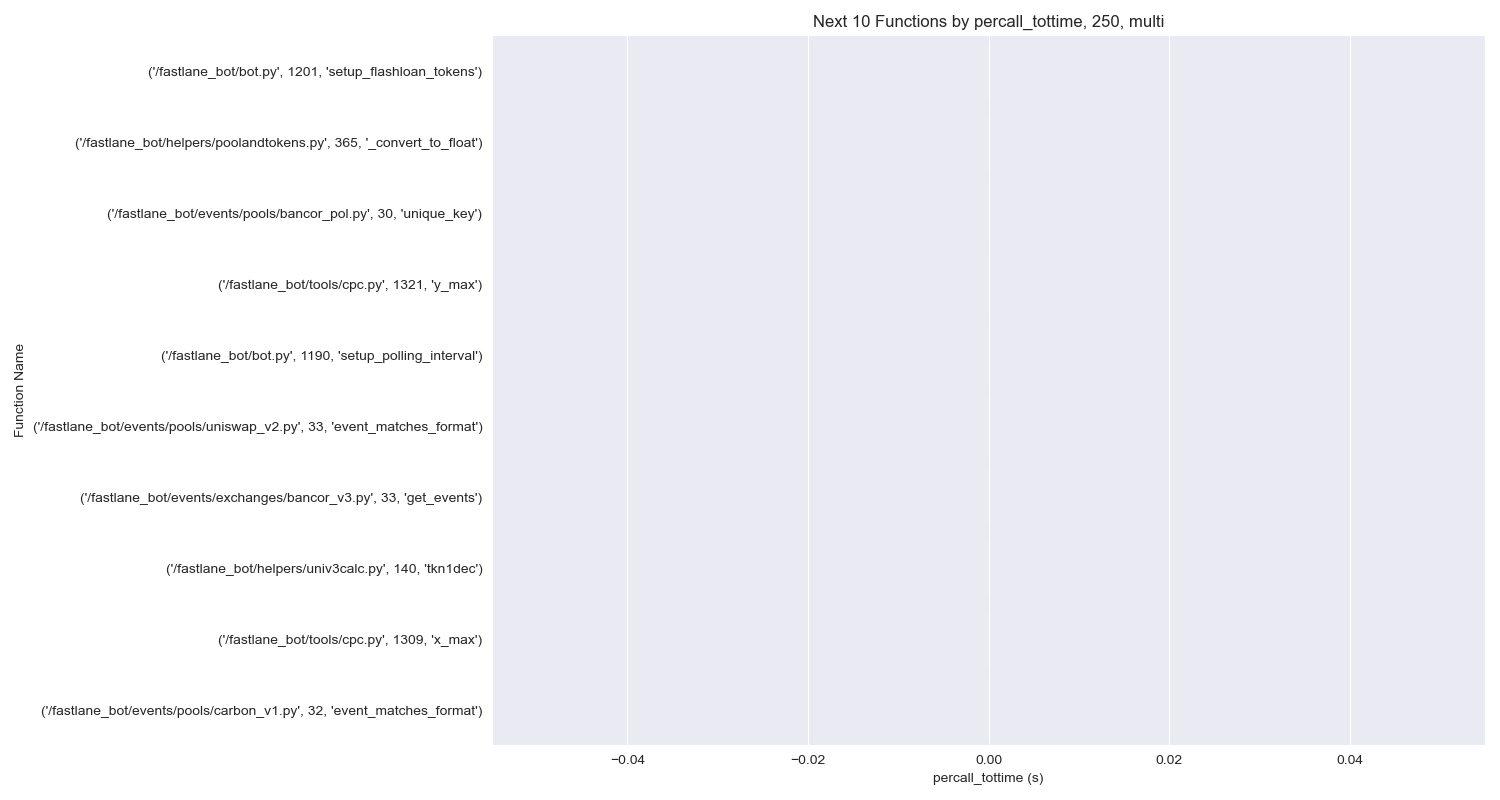 Next 10 Functions by percall_tottime, 250, multi
('/fastlane_bot/bot.py', 1201, 'setup_flashloan_tokens')
('/fastlane_bot/helpers/poolandtokens.py', 365, '_convert_to_float')
('/fastlane_bot/events/pools/bancor_pol.py', 30, 'unique_key')
('/fastlane_bot/tools/cpc.py', 1321, 'y_max')
('/fastlane_bot/bot.py', 1190, 'setup_polling_interval')
Function Name
('/fastlane_bot/events/pools/uniswap_v2.py', 33, 'event_matches_format')
('/fastlane_bot/events/exchanges/bancor_v3.py', 33, 'get_events')
('/fastlane_bot/helpers/univ3calc.py', 140, 'tkn1dec')
('/fastlane_bot/tools/cpc.py', 1309, 'x_max')
('/fastlane_bot/events/pools/carbon_v1.py', 32, 'event_matches_format')
−0.04 −0.02 0.00 0.02 0.04
percall_tottime (s)